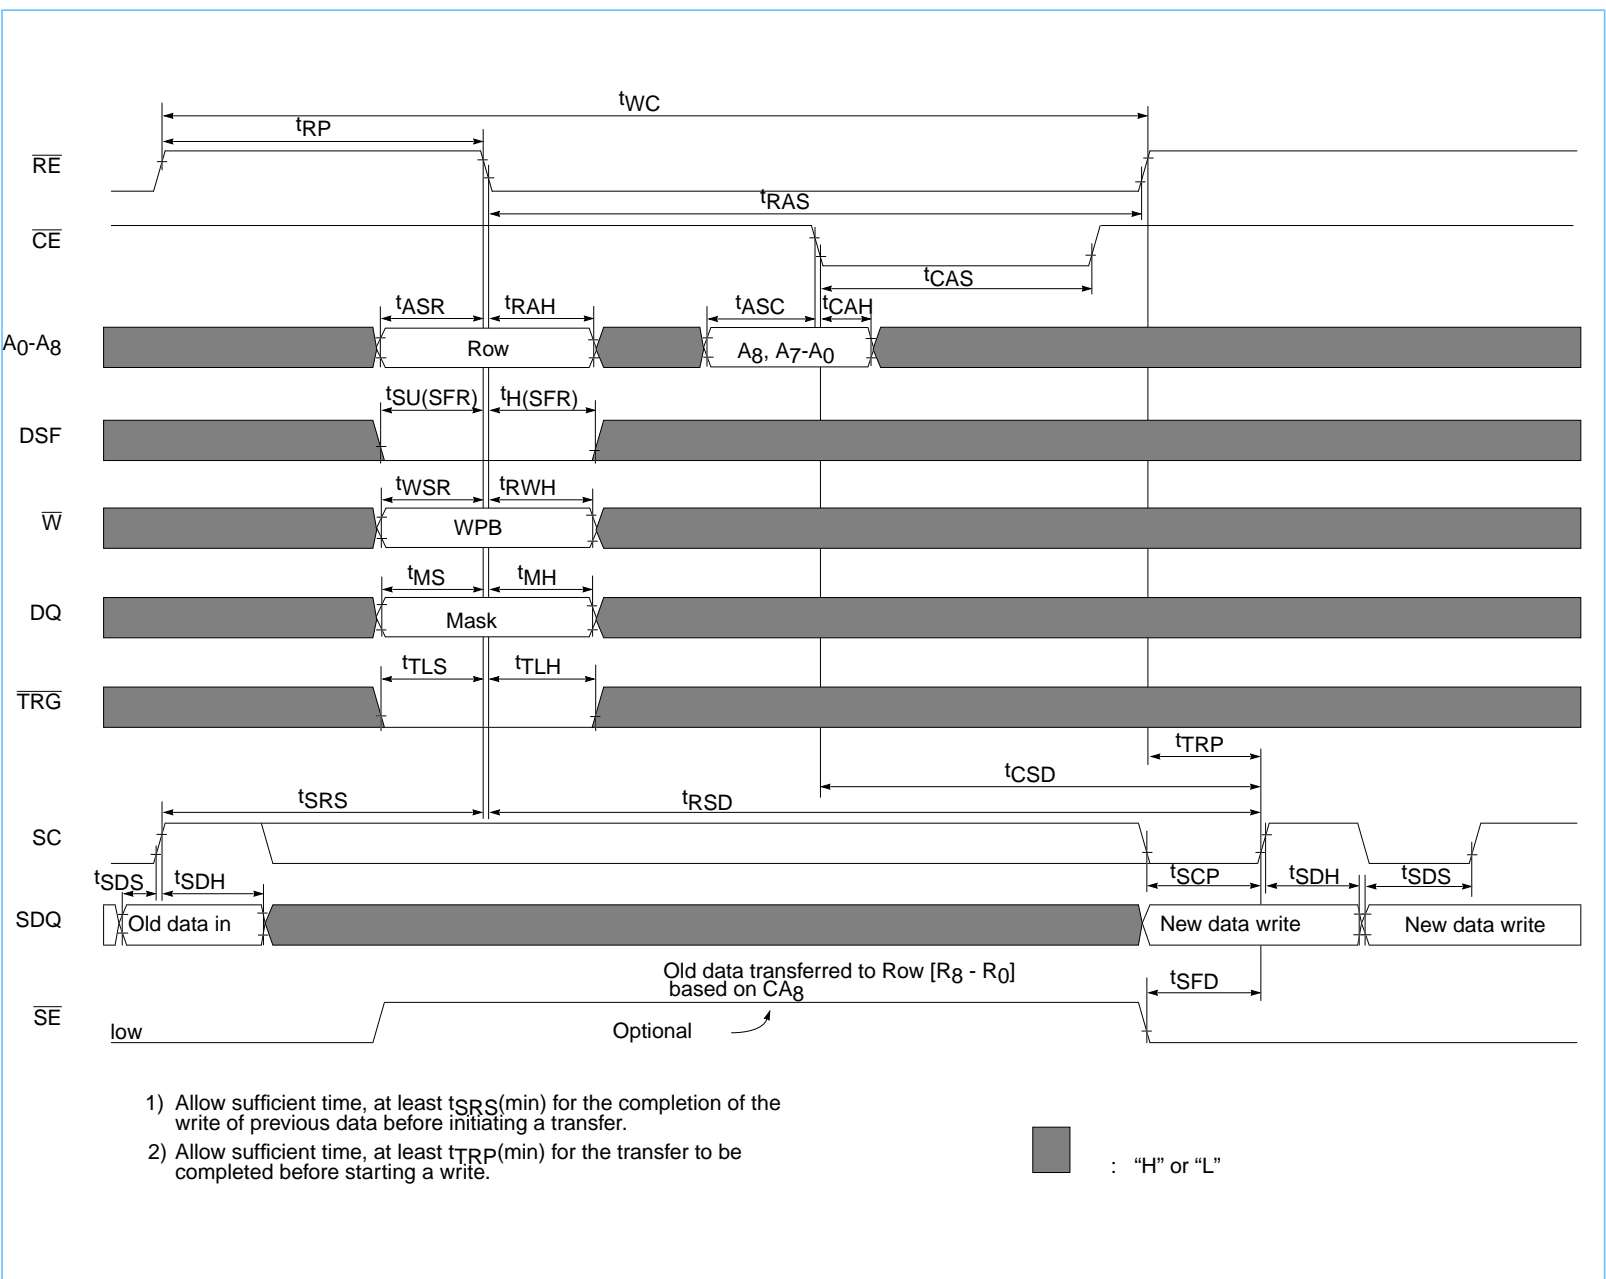 tWC
tRP
RE
tRAS
CE
tCAS
tASR tRAH tASC tCAH
A0-A8 Row A8, A7-A0
tSU(SFR) tH(SFR)
DSF
tWSR tRWH
W WPB
tMS tMH
DQ Mask
tTLS tTLH
TRG
tTRP
tCSD
tSRS tRSD
SC
tSDS tSDH tSCP tSDH tSDS
SDQ Old data in New data write New data write
Old data transferred to Row [R8 - R0]
based on CA8
tSFD
SE low Optional
1) Allow sufficient time, at least tSRS(min) for the completion of the
write of previous data before initiating a transfer.
2) Allow sufficient time, at least tTRP(min) for the transfer to be
completed before starting a write.
: “H” or “L”